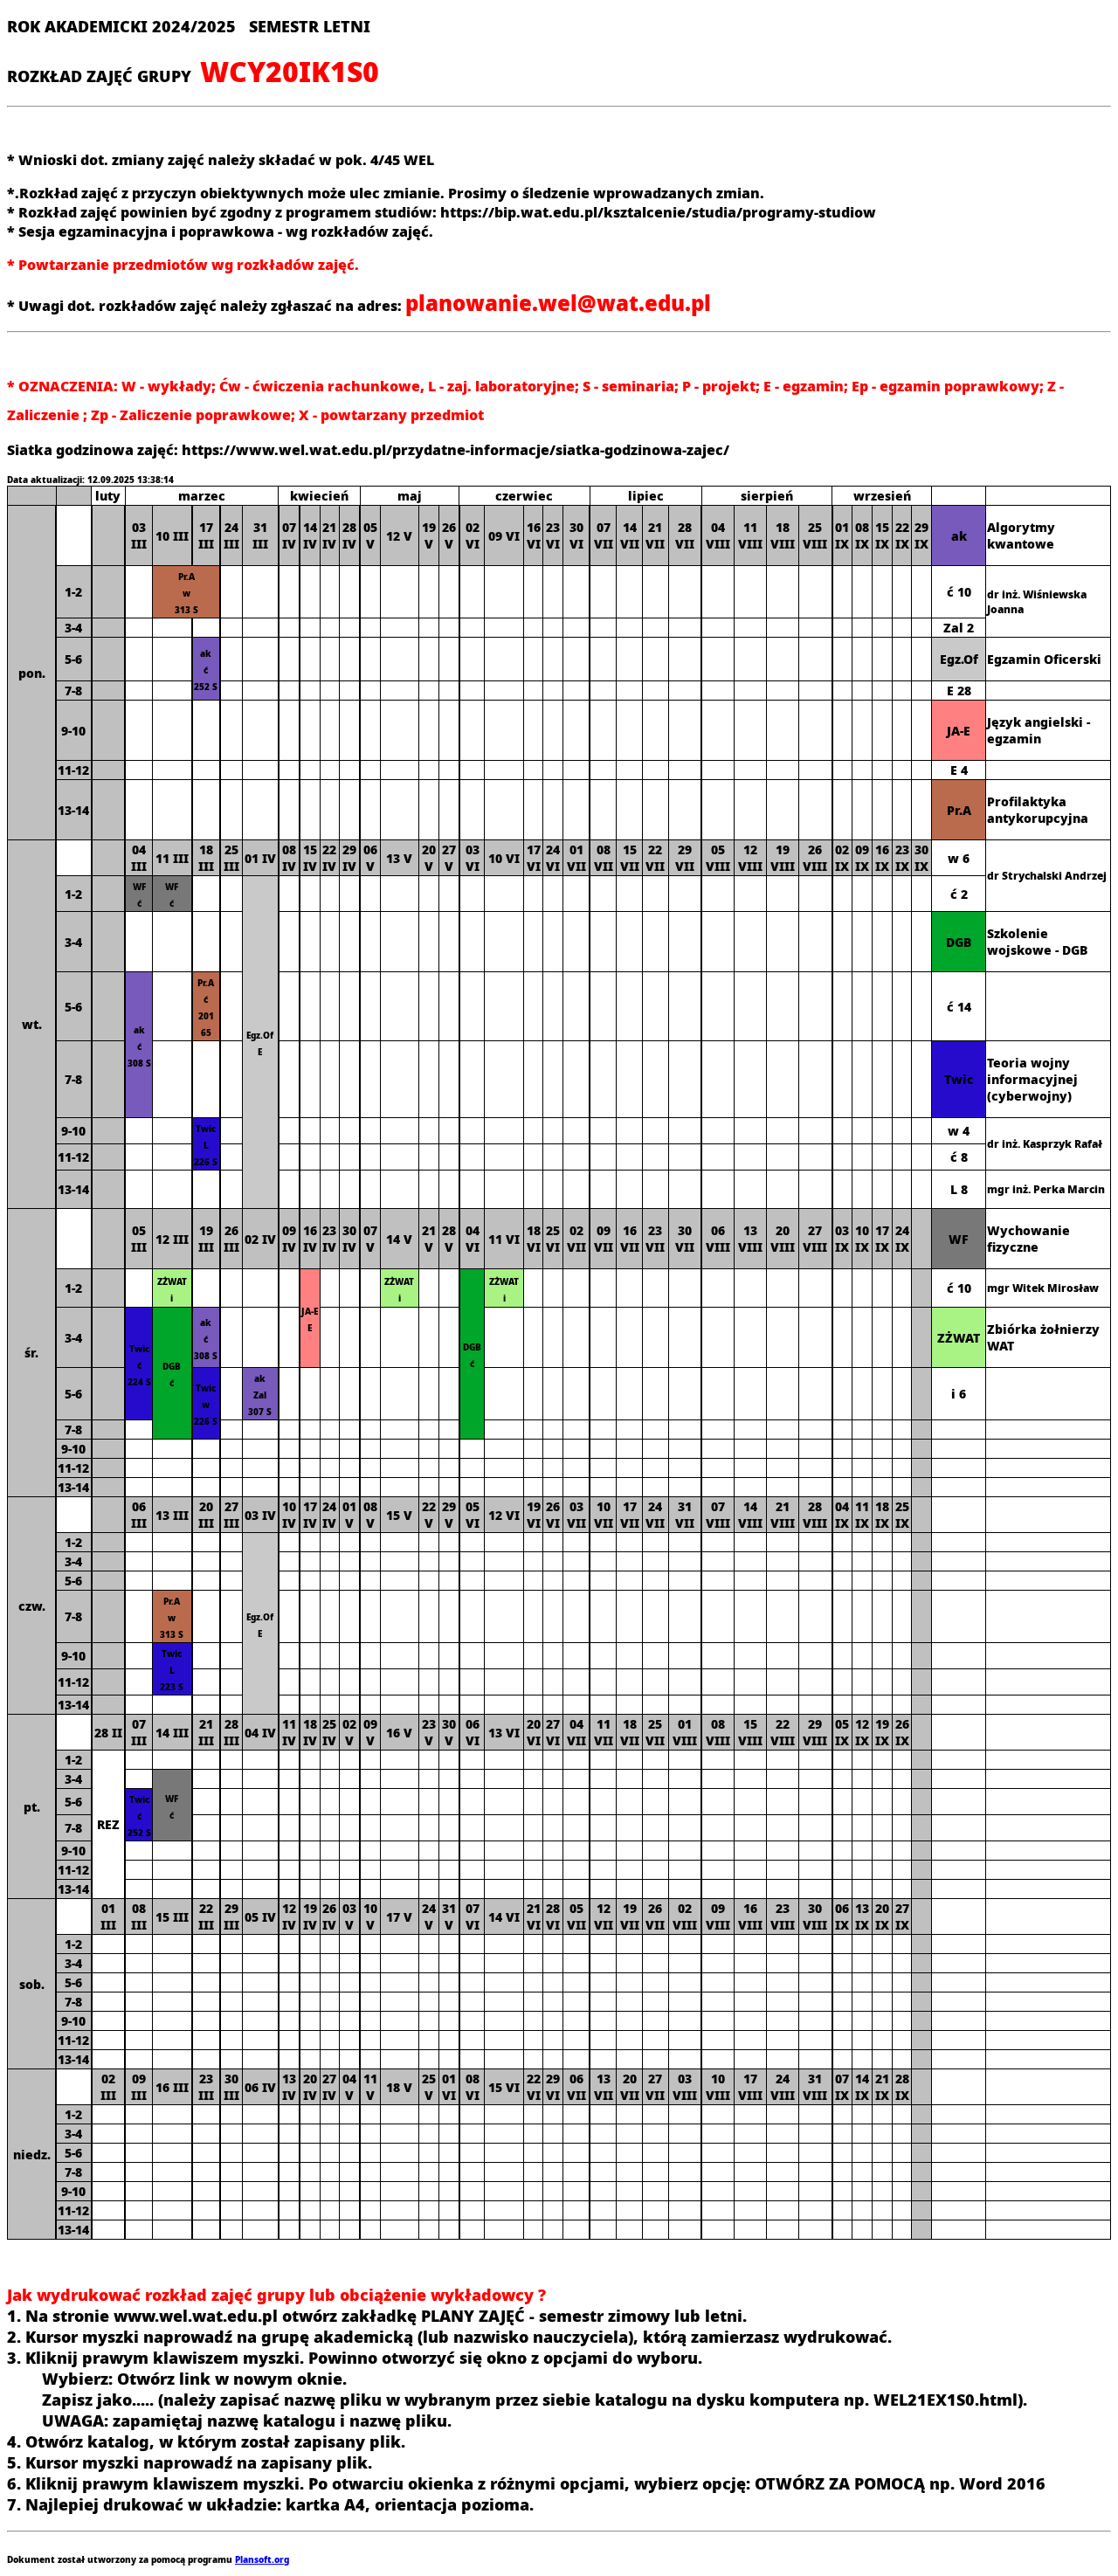 ROK AKADEMICKI 2024/2025 SEMESTR LETNI
ROZKŁAD ZAJĘĆ GRUPY WCY20IK1S0
* Wnioski dot. zmiany zajęć należy składać w pok. 4/45 WEL
*.Rozkład zajęć z przyczyn obiektywnych może ulec zmianie. Prosimy o śledzenie wprowadzanych zmian.
* Rozkład zajęć powinien być zgodny z programem studiów: https://bip.wat.edu.pl/ksztalcenie/studia/programy-studiow
* Sesja egzaminacyjna i poprawkowa - wg rozkładów zajęć.
* Powtarzanie przedmiotów wg rozkładów zajęć.
* Uwagi dot. rozkładów zajęć należy zgłaszać na adres: planowanie.wel@wat.edu.pl
* OZNACZENIA: W - wykłady; Ćw - ćwiczenia rachunkowe, L - zaj. laboratoryjne; S - seminaria; P - projekt; E - egzamin; Ep - egzamin poprawkowy; Z -
Zaliczenie ; Zp - Zaliczenie poprawkowe; X - powtarzany przedmiot
Siatka godzinowa zajęć: https://www.wel.wat.edu.pl/przydatne-informacje/siatka-godzinowa-zajec/
Data aktualizacji: 12.09.2025 13:38:14
luty marzec kwiecień maj czerwiec lipiec sierpień wrzesień
pon. 03 III 10 III 17 III 24 III 31 III 07 IV 14 IV 21 IV 28 IV 05 V 12 V 19 V 26 V 02 VI 09 VI 16 VI 23 VI 30 VI 07 VII 14 VII 21 VII 28 VII 04 VIII 11 VIII 18 VIII 25 VIII 01 IX 08 IX 15 IX 22 IX 29 IX ak Algorytmy kwantowe
1-2 Pr.A w 313 S ć 10 dr inż. Wiśniewska Joanna
3-4 Zal 2
5-6 ak ć 252 S Egz.Of Egzamin Oficerski
7-8 E 28
9-10 JA-E Język angielski - egzamin
11-12 E 4
13-14 Pr.A Profilaktyka antykorupcyjna
wt. 04 III 11 III 18 III 25 III 01 IV 08 IV 15 IV 22 IV 29 IV 06 V 13 V 20 V 27 V 03 VI 10 VI 17 VI 24 VI 01 VII 08 VII 15 VII 22 VII 29 VII 05 VIII 12 VIII 19 VIII 26 VIII 02 IX 09 IX 16 IX 23 IX 30 IX w 6 dr Strychalski Andrzej
1-2 WF ć WF ć Egz.Of E ć 2
3-4 DGB Szkolenie wojskowe - DGB
5-6 ak ć 308 S Pr.A ć 201 65 ć 14
7-8 Twic Teoria wojny informacyjnej (cyberwojny)
9-10 Twic L 226 S w 4 dr inż. Kasprzyk Rafał
11-12 ć 8
13-14 L 8 mgr inż. Perka Marcin
śr. 05 III 12 III 19 III 26 III 02 IV 09 IV 16 IV 23 IV 30 IV 07 V 14 V 21 V 28 V 04 VI 11 VI 18 VI 25 VI 02 VII 09 VII 16 VII 23 VII 30 VII 06 VIII 13 VIII 20 VIII 27 VIII 03 IX 10 IX 17 IX 24 IX WF Wychowanie fizyczne
1-2 ZŻWAT i JA-E E ZŻWAT i DGB ć ZŻWAT i ć 10 mgr Witek Mirosław
3-4 Twic ć 224 S DGB ć ak ć 308 S ZŻWAT Zbiórka żołnierzy WAT
5-6 Twic w 226 S ak Zal 307 S i 6
7-8
9-10
11-12
13-14
czw. 06 III 13 III 20 III 27 III 03 IV 10 IV 17 IV 24 IV 01 V 08 V 15 V 22 V 29 V 05 VI 12 VI 19 VI 26 VI 03 VII 10 VII 17 VII 24 VII 31 VII 07 VIII 14 VIII 21 VIII 28 VIII 04 IX 11 IX 18 IX 25 IX
1-2 Egz.Of E
3-4
5-6
7-8 Pr.A w 313 S
9-10 Twic L 223 S
11-12
13-14
pt. 28 II 07 III 14 III 21 III 28 III 04 IV 11 IV 18 IV 25 IV 02 V 09 V 16 V 23 V 30 V 06 VI 13 VI 20 VI 27 VI 04 VII 11 VII 18 VII 25 VII 01 VIII 08 VIII 15 VIII 22 VIII 29 VIII 05 IX 12 IX 19 IX 26 IX
1-2 REZ
3-4 WF ć
5-6 Twic ć 252 S
7-8
9-10
11-12
13-14
sob. 01 III 08 III 15 III 22 III 29 III 05 IV 12 IV 19 IV 26 IV 03 V 10 V 17 V 24 V 31 V 07 VI 14 VI 21 VI 28 VI 05 VII 12 VII 19 VII 26 VII 02 VIII 09 VIII 16 VIII 23 VIII 30 VIII 06 IX 13 IX 20 IX 27 IX
1-2
3-4
5-6
7-8
9-10
11-12
13-14
niedz. 02 III 09 III 16 III 23 III 30 III 06 IV 13 IV 20 IV 27 IV 04 V 11 V 18 V 25 V 01 VI 08 VI 15 VI 22 VI 29 VI 06 VII 13 VII 20 VII 27 VII 03 VIII 10 VIII 17 VIII 24 VIII 31 VIII 07 IX 14 IX 21 IX 28 IX
1-2
3-4
5-6
7-8
9-10
11-12
13-14
Jak wydrukować rozkład zajęć grupy lub obciążenie wykładowcy ?
1. Na stronie www.wel.wat.edu.pl otwórz zakładkę PLANY ZAJĘĆ - semestr zimowy lub letni.
2. Kursor myszki naprowadź na grupę akademicką (lub nazwisko nauczyciela), którą zamierzasz wydrukować.
3. Kliknij prawym klawiszem myszki. Powinno otworzyć się okno z opcjami do wyboru.
Wybierz: Otwórz link w nowym oknie.
Zapisz jako..... (należy zapisać nazwę pliku w wybranym przez siebie katalogu na dysku komputera np. WEL21EX1S0.html).
UWAGA: zapamiętaj nazwę katalogu i nazwę pliku.
4. Otwórz katalog, w którym został zapisany plik.
5. Kursor myszki naprowadź na zapisany plik.
6. Kliknij prawym klawiszem myszki. Po otwarciu okienka z różnymi opcjami, wybierz opcję: OTWÓRZ ZA POMOCĄ np. Word 2016
7. Najlepiej drukować w układzie: kartka A4, orientacja pozioma.
Dokument został utworzony za pomocą programu Plansoft.org